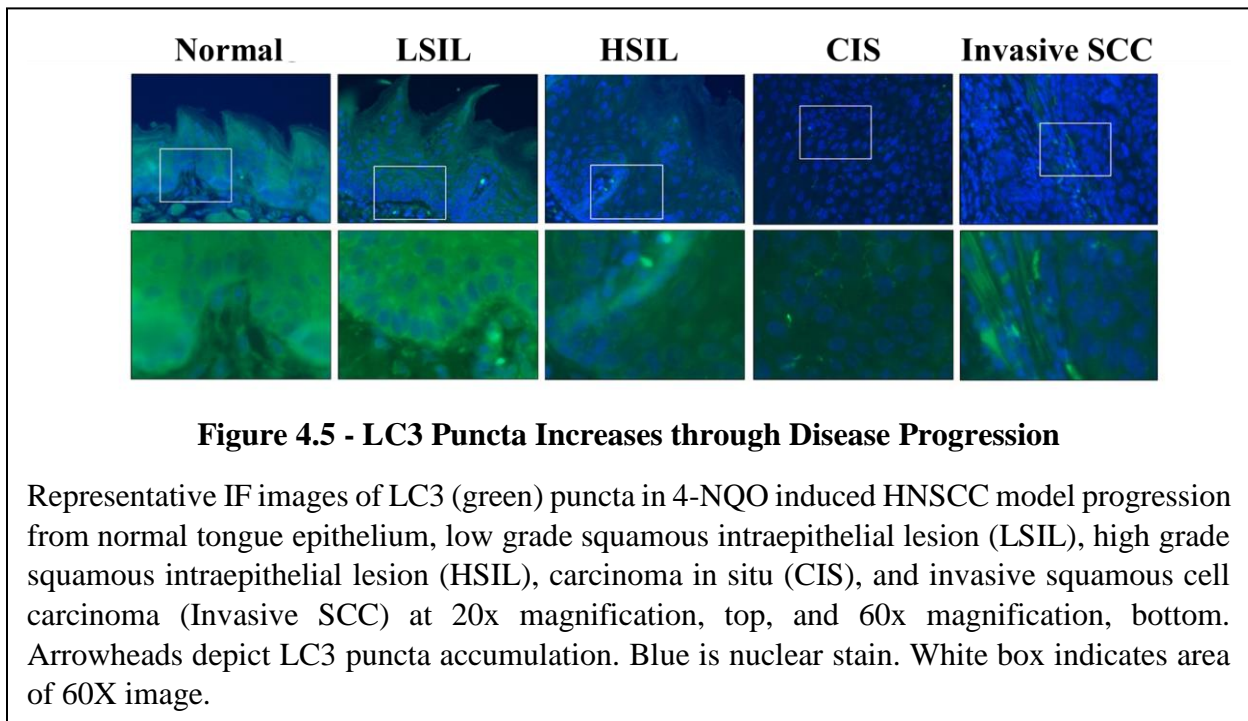 Normal LSIL HSIL CIS Invasive SCC
Figure 4.5 - LC3 Puncta Increases through Disease Progression
Representative IF images of LC3 (green) puncta in 4-NQO induced HNSCC model progression
from normal tongue epithelium, low grade squamous intraepithelial lesion (LSIL), high grade
squamous intraepithelial lesion (HSIL), carcinoma in situ (CIS), and invasive squamous cell
carcinoma (Invasive SCC) at 20x magnification, top, and 60x magnification, bottom.
Arrowheads depict LC3 puncta accumulation. Blue is nuclear stain. White box indicates area
of 60X image.